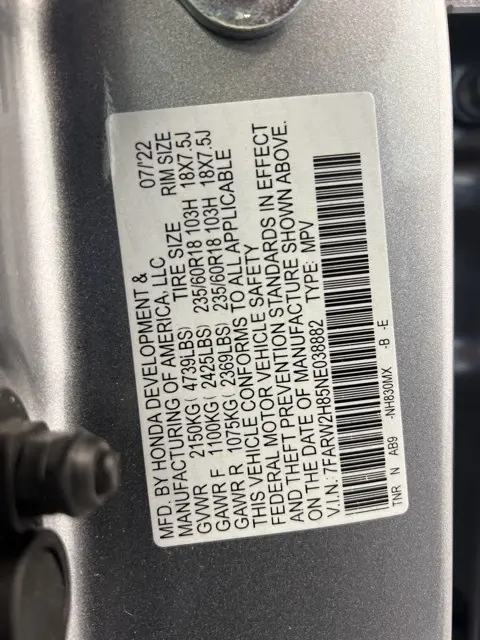 MFD. BY HONDA DEVELOPMENT &
MANUFACTURING OF AMERICA, LLC 07/'22
GVWR 2150KG( 4739LBS) TIRE SIZE RIM SIZE
GAWR F 1100KG( 2425LBS) 235/60R18 103H 18X7.5J
GAWR R 1075KG( 2369LBS) 235/60R18 103H 18X7.5J
THIS VEHICLE CONFORMS TO ALL APPLICABLE
FEDERAL MOTOR VEHICLE SAFETY
AND THEFT PREVENTION STANDARDS IN EFFECT
ON THE DATE OF MANUFACTURE SHOWN ABOVE.
V.I.N.: 7FARW2H85NE038882 TYPE: MPV
TNR N AB9 -NH830MX -B -E